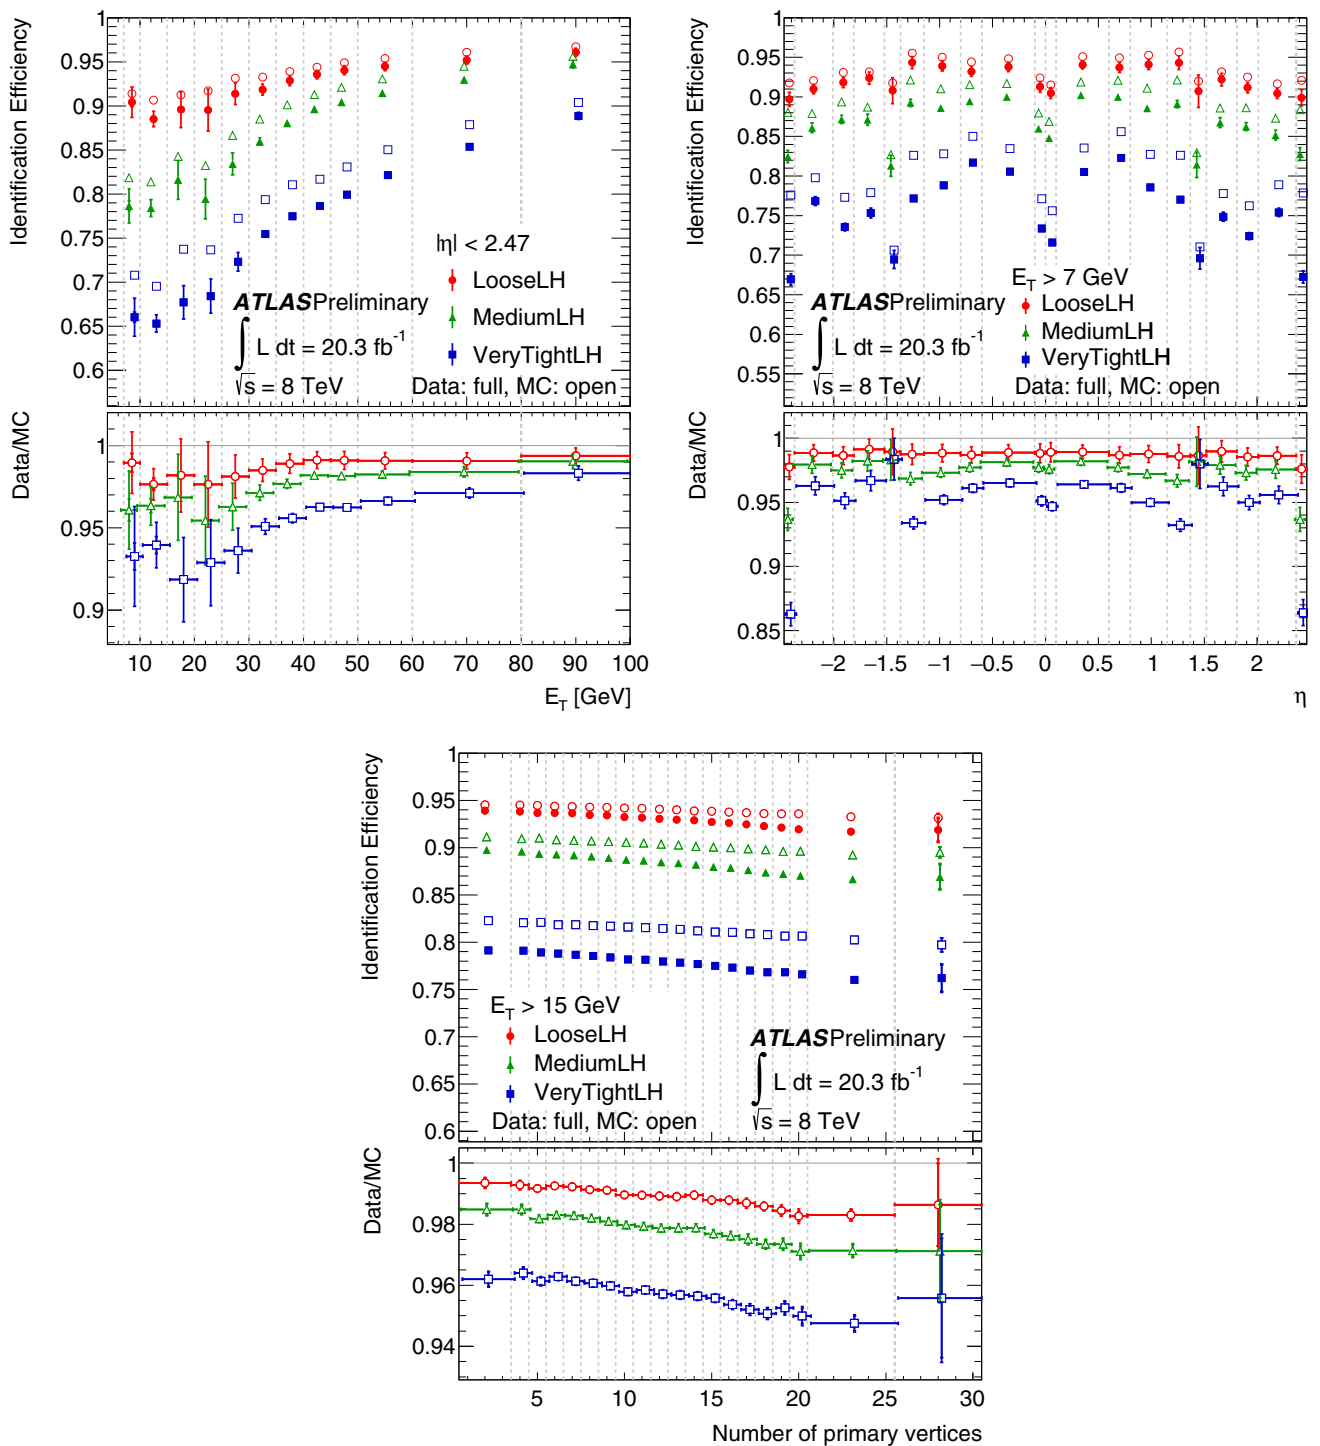 Identification Efficiency
1
0.95
0.9
0.85
0.8
0.75
0.7
0.65
0.6
|η| < 2.47
LooseLH
MediumLH
VeryTightLH
Data: full, MC: open
ATLAS Preliminary
∫ L dt = 20.3 fb⁻¹
√s = 8 TeV
Data/MC
1
0.95
0.9
10 20 30 40 50 60 70 80 90 100
E_T [GeV]
Identification Efficiency
1
0.95
0.9
0.85
0.8
0.75
0.7
0.65
0.6
0.55
E_T > 7 GeV
LooseLH
MediumLH
VeryTightLH
Data: full, MC: open
ATLAS Preliminary
∫ L dt = 20.3 fb⁻¹
√s = 8 TeV
Data/MC
1
0.95
0.9
0.85
−2 −1.5 −1 −0.5 0 0.5 1 1.5 2
η
Identification Efficiency
1
0.95
0.9
0.85
0.8
0.75
0.7
0.65
0.6
E_T > 15 GeV
LooseLH
MediumLH
VeryTightLH
Data: full, MC: open
ATLAS Preliminary
∫ L dt = 20.3 fb⁻¹
√s = 8 TeV
Data/MC
1
0.98
0.96
0.94
5 10 15 20 25 30
Number of primary vertices